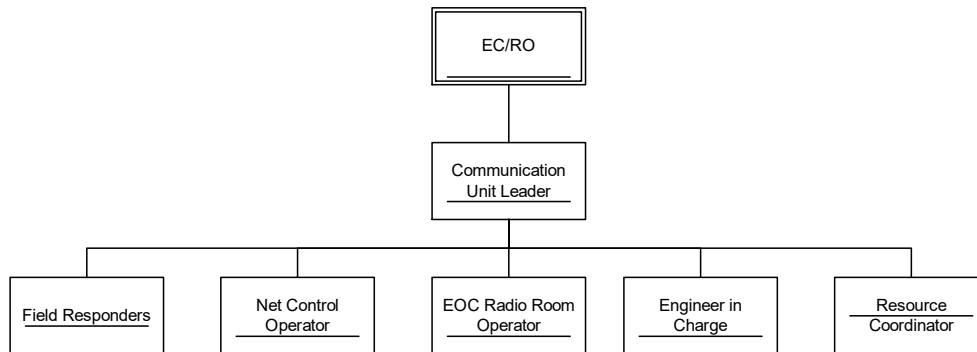 EC/RO
Communication
Unit Leader
Field Responders
Net Control
Operator
EOC Radio Room
Operator
Engineer in
Charge
Resource
Coordinator